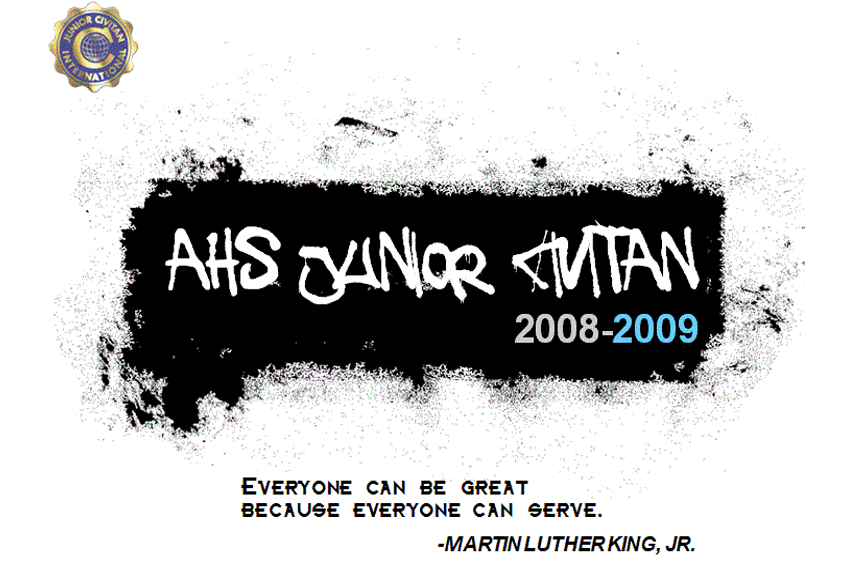 JUNIOR CIVITAN
INTERNATIONAL
AHS JUNIOR CIVITAN
2008-2009
EVERYONE CAN BE GREAT
BECAUSE EVERYONE CAN SERVE.
-MARTIN LUTHER KING, JR.